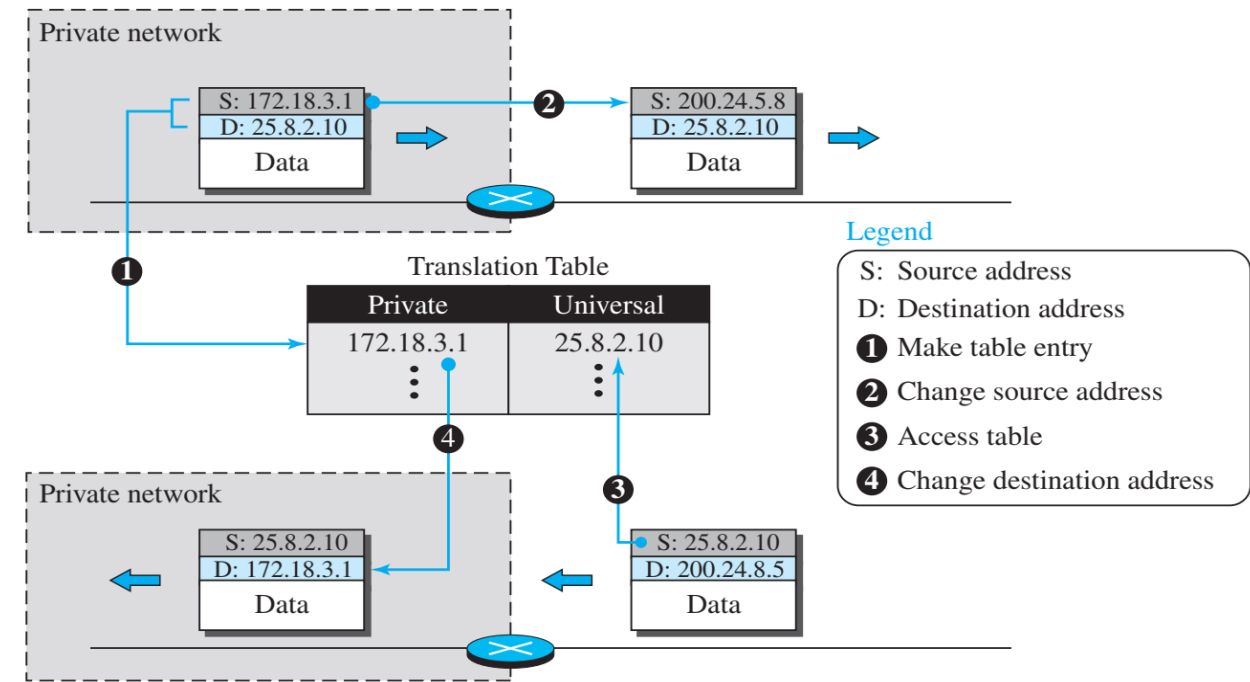 Private network
S: 172.18.3.1
D: 25.8.2.10
Data
2
S: 200.24.5.8
D: 25.8.2.10
Data
1
Translation Table
Private Universal
172.18.3.1 25.8.2.10
4
3
Legend
S: Source address
D: Destination address
1 Make table entry
2 Change source address
3 Access table
4 Change destination address
Private network
S: 25.8.2.10
D: 172.18.3.1
Data
S: 25.8.2.10
D: 200.24.8.5
Data